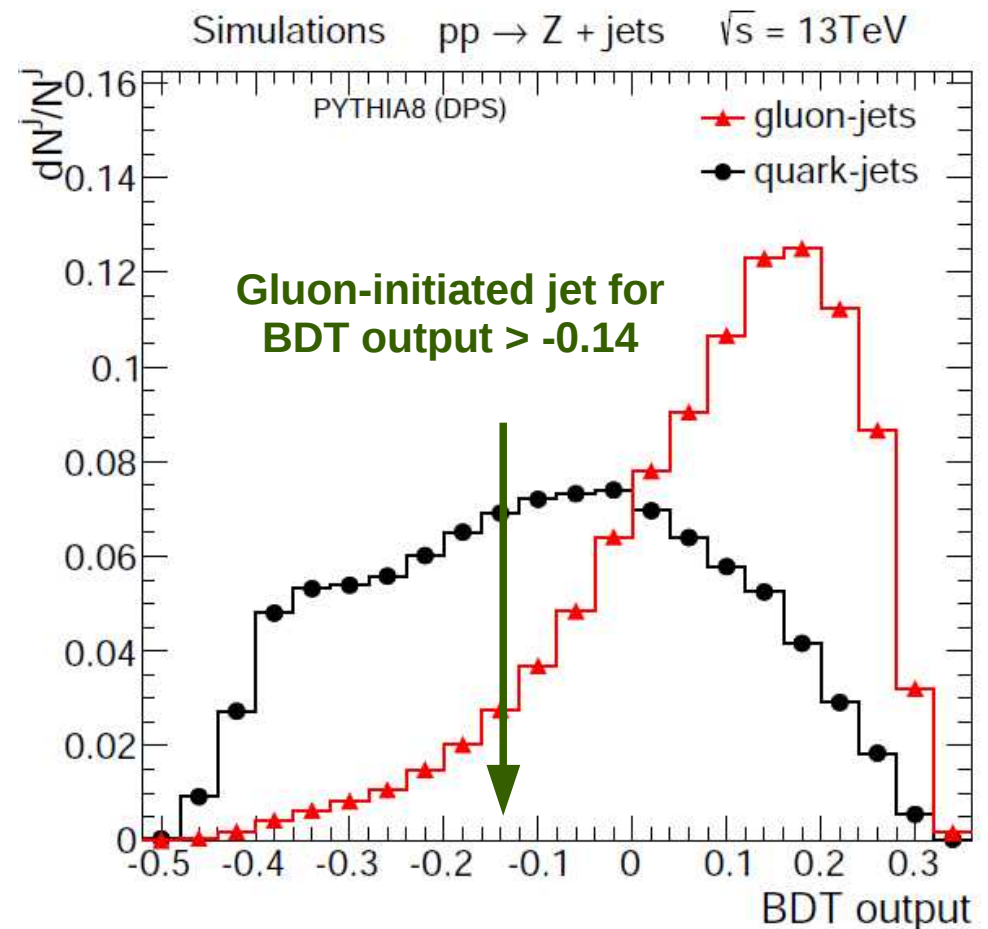 Simulations pp → Z + jets √s = 13TeV
dN^j/N^j
PYTHIA8 (DPS)
gluon-jets
quark-jets
Gluon-initiated jet for
BDT output > -0.14
0.16
0.14
0.12
0.1
0.08
0.06
0.04
0.02
0
-0.5 -0.4 -0.3 -0.2 -0.1 0 0.1 0.2 0.3
BDT output